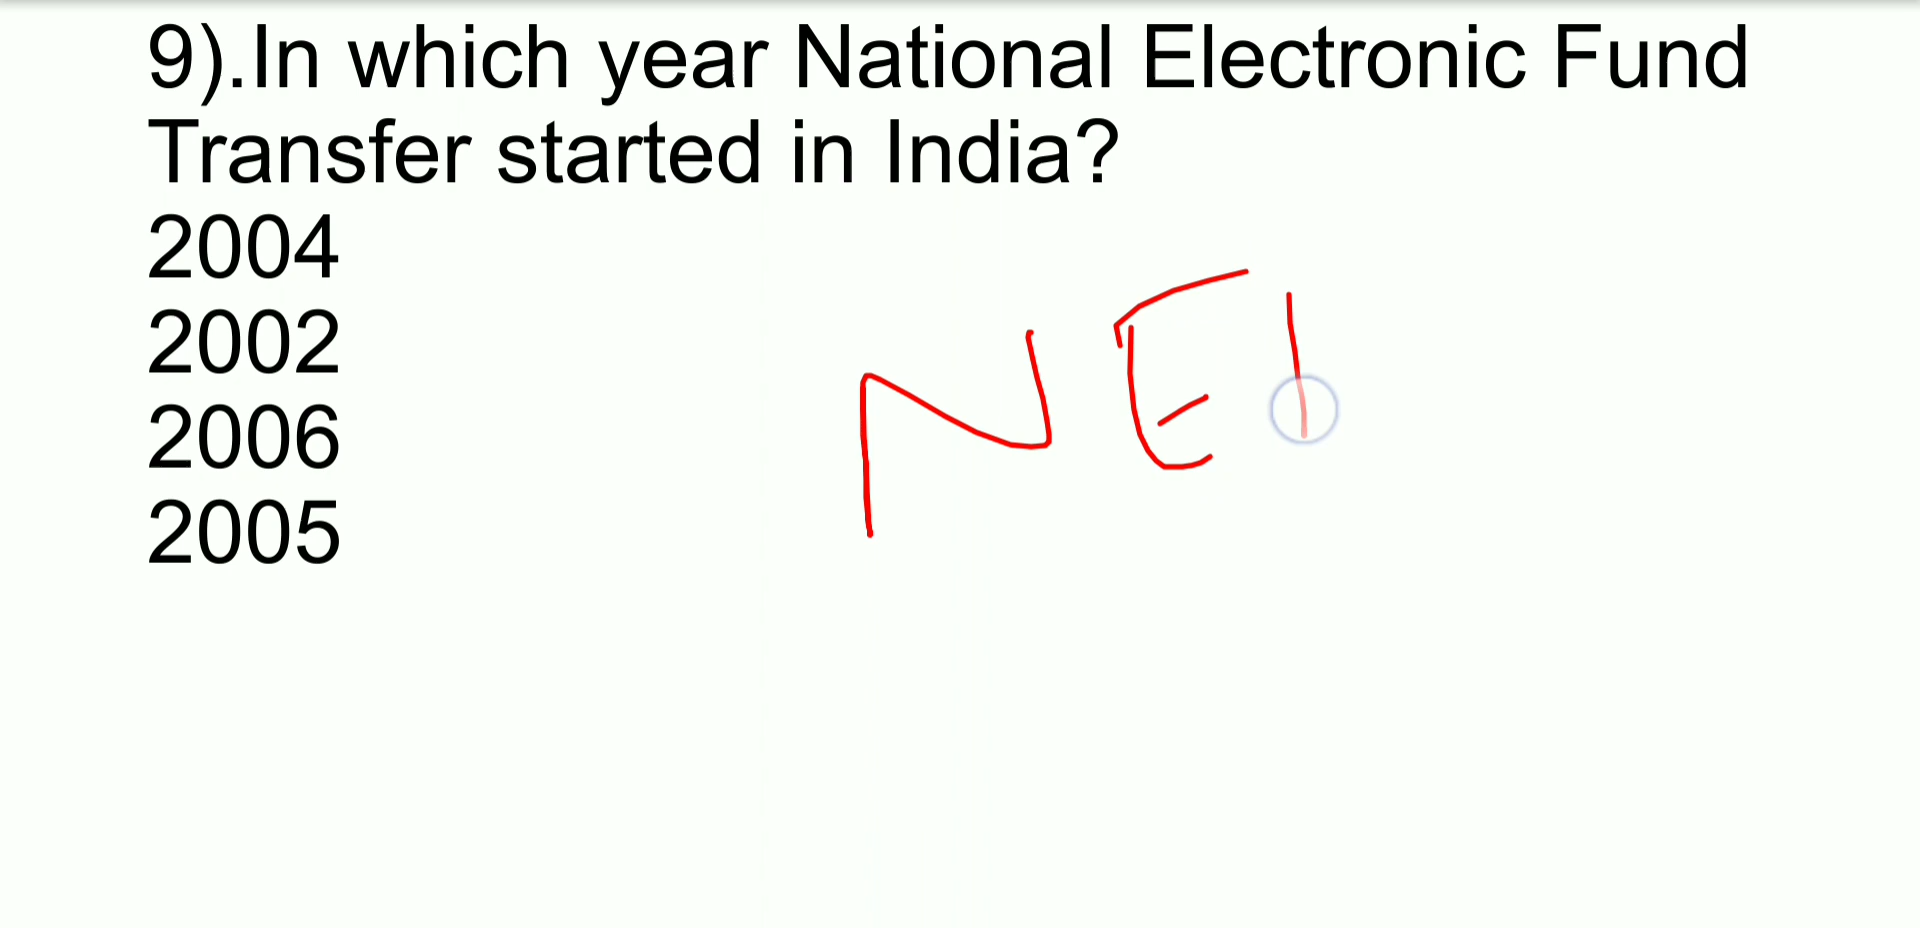 9).In which year National Electronic Fund
Transfer started in India?
2004
2002
2006
2005
NE